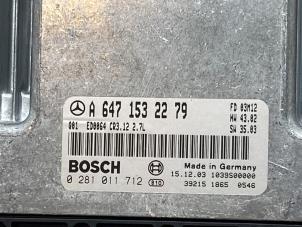 A 647 153 22 79
FD 03M12
HW 43.02
001 ED0064 CR3.12 2.7L
SW 35.03
BOSCH
Made in Germany
0 281 011 712
15.12.03 1039S00000
39215 1865 0546